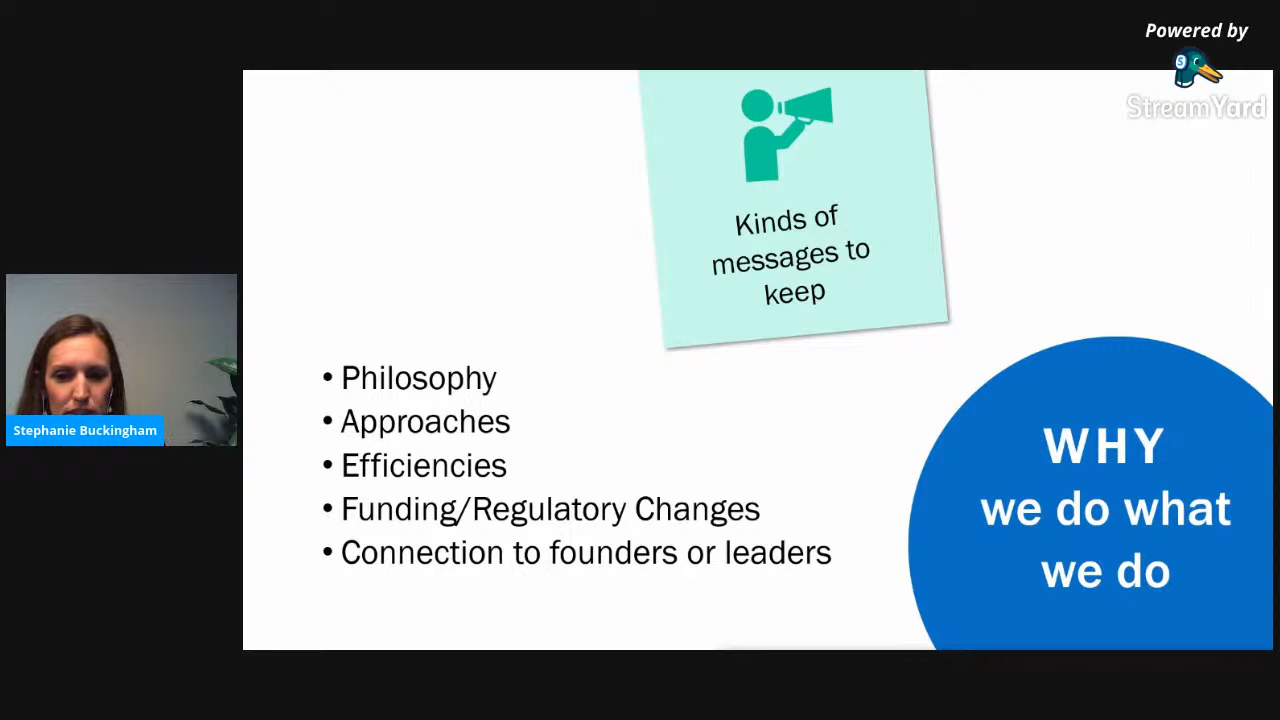 Powered by
StreamYard
Kinds of
messages to
keep
• Philosophy
• Approaches
• Efficiencies
• Funding/Regulatory Changes
• Connection to founders or leaders
WHY
we do what
we do
Stephanie Buckingham